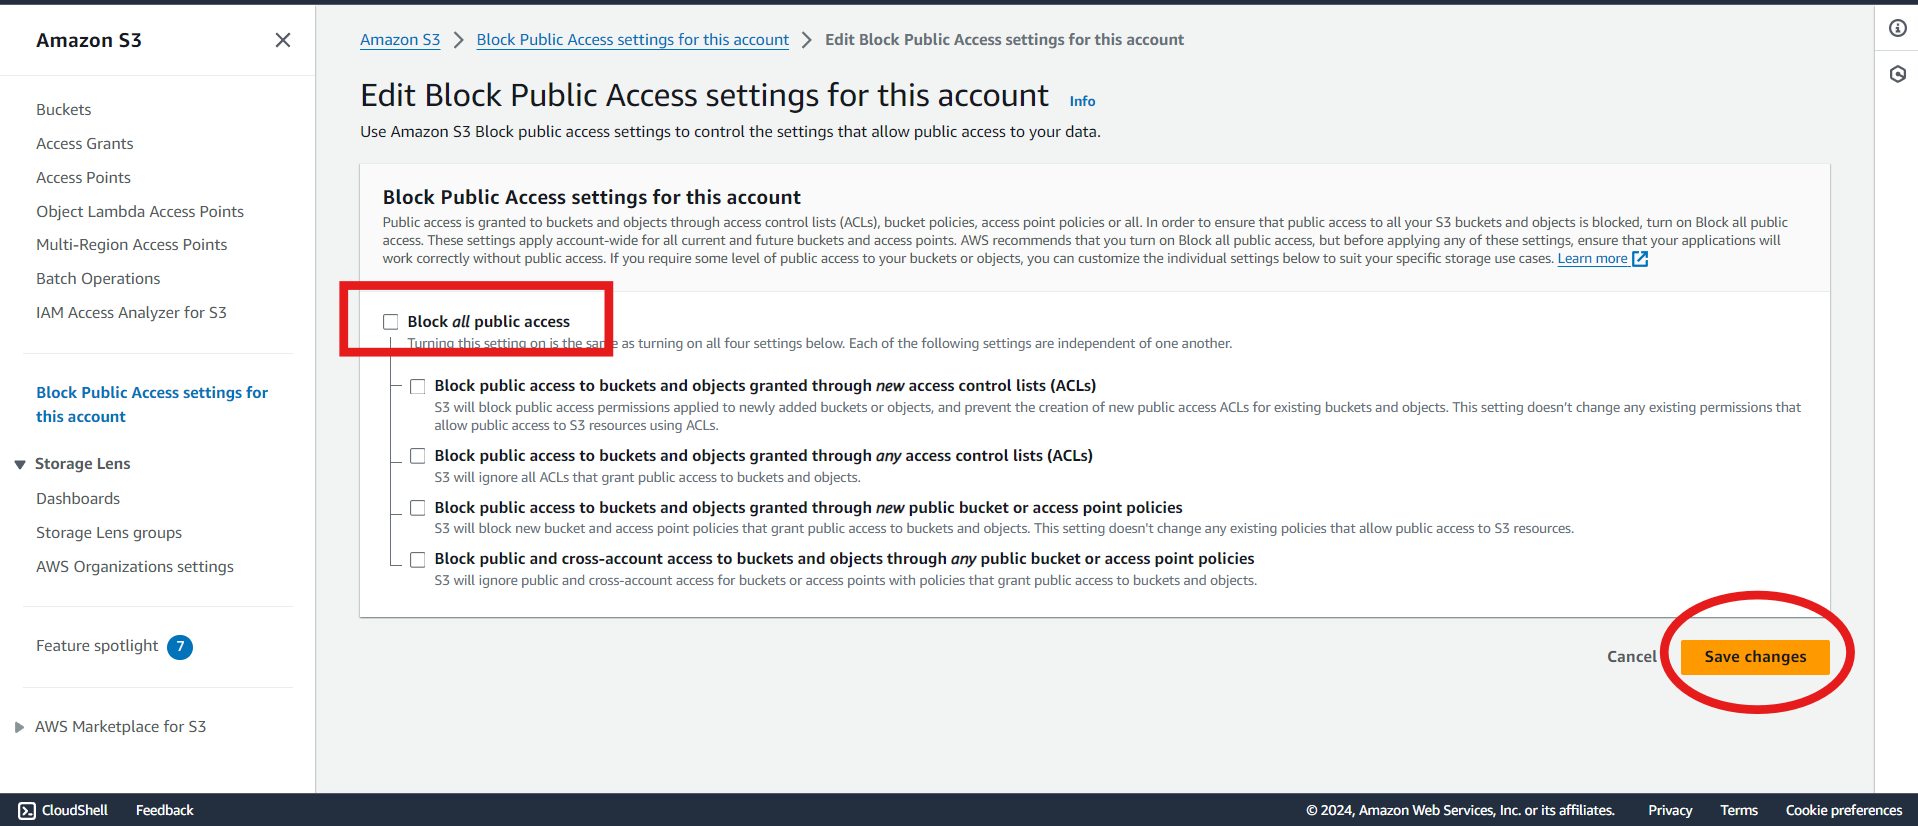 Amazon S3
Buckets
Access Grants
Access Points
Object Lambda Access Points
Multi-Region Access Points
Batch Operations
IAM Access Analyzer for S3
Block Public Access settings for
this account
Storage Lens
Dashboards
Storage Lens groups
AWS Organizations settings
Feature spotlight 7
AWS Marketplace for S3
Amazon S3 > Block Public Access settings for this account > Edit Block Public Access settings for this account
Edit Block Public Access settings for this account Info
Use Amazon S3 Block public access settings to control the settings that allow public access to your data.
Block Public Access settings for this account
Public access is granted to buckets and objects through access control lists (ACLs), bucket policies, access point policies or all. In order to ensure that public access to all your S3 buckets and objects is blocked, turn on Block all public
access. These settings apply account-wide for all current and future buckets and access points. AWS recommends that you turn on Block all public access, but before applying any of these settings, ensure that your applications will
work correctly without public access. If you require some level of public access to your buckets or objects, you can customize the individual settings below to suit your specific storage use cases. Learn more
Block all public access
Turning this setting on is the same as turning on all four settings below. Each of the following settings are independent of one another.
Block public access to buckets and objects granted through new access control lists (ACLs)
S3 will block public access permissions applied to newly added buckets or objects, and prevent the creation of new public access ACLs for existing buckets and objects. This setting doesn't change any existing permissions that
allow public access to S3 resources using ACLs.
Block public access to buckets and objects granted through any access control lists (ACLs)
S3 will ignore all ACLs that grant public access to buckets and objects.
Block public access to buckets and objects granted through new public bucket or access point policies
S3 will block new bucket and access point policies that grant public access to buckets and objects. This setting doesn't change any existing policies that allow public access to S3 resources.
Block public and cross-account access to buckets and objects through any public bucket or access point policies
S3 will ignore public and cross-account access for buckets or access points with policies that grant public access to buckets and objects.
Cancel Save changes
CloudShell Feedback © 2024, Amazon Web Services, Inc. or its affiliates. Privacy Terms Cookie preferences